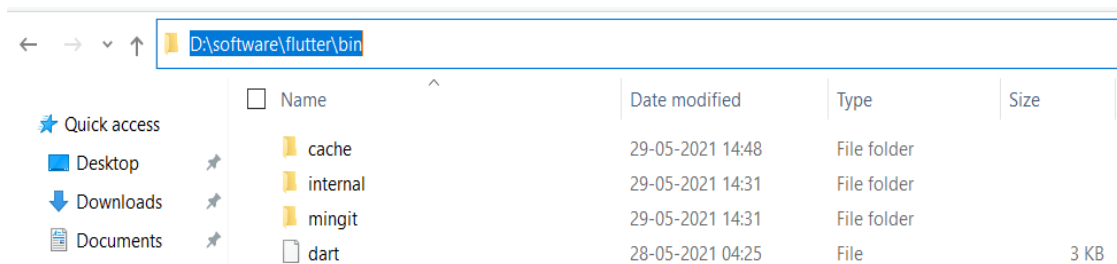 D:\software\flutter\bin
Name Date modified Type Size
Quick access
cache 29-05-2021 14:48 File folder
Desktop
internal 29-05-2021 14:31 File folder
Downloads
mingit 29-05-2021 14:31 File folder
Documents
dart 28-05-2021 04:25 File 3 KB